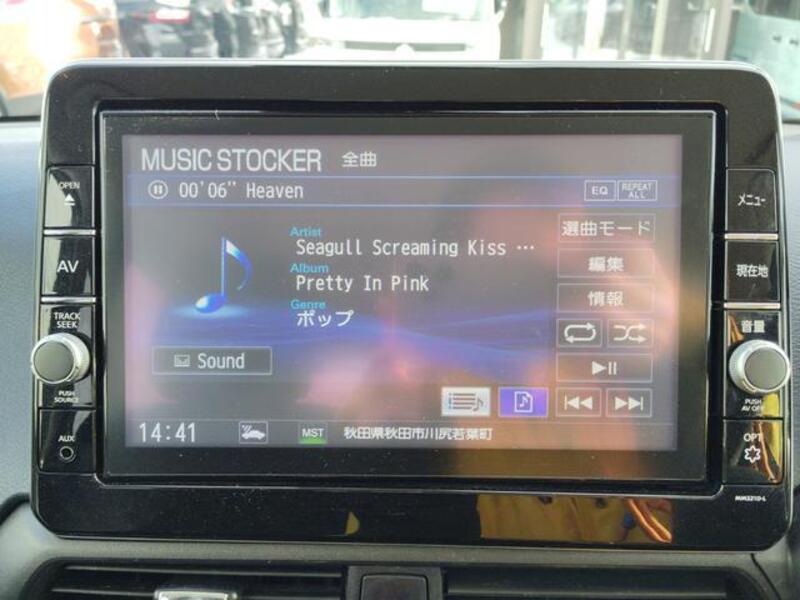 MUSIC STOCKER 全曲
00'06" Heaven
EQ
REPEAT ALL
Artist
Seagull Screaming Kiss …
Album
Pretty In Pink
Genre
ポップ
Sound
選曲モード
編集
情報
14:41
MST
秋田県秋田市川尻若葉町
OPEN
AV
TRACK
SEEK
PUSH
SOURCE
AUX
メニュー
現在地
音量
PUSH
AV OFF
OPT
MM321D-L